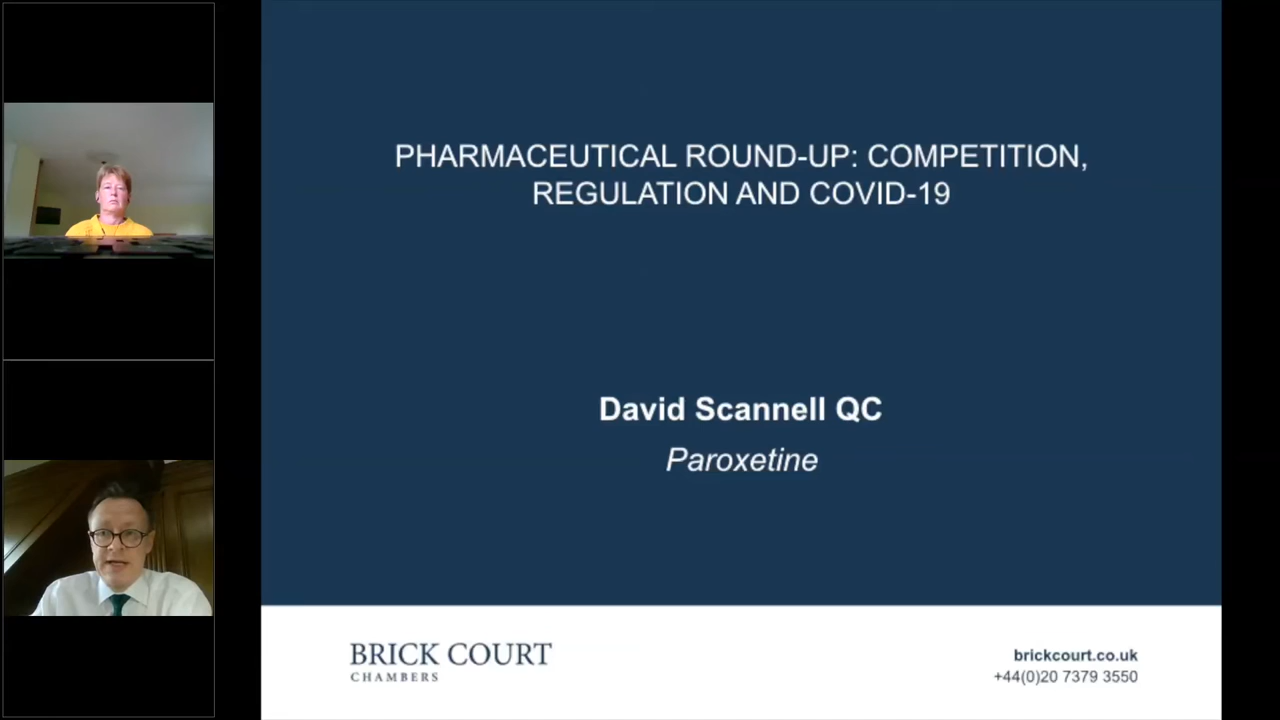 PHARMACEUTICAL ROUND-UP: COMPETITION,
REGULATION AND COVID-19
David Scannell QC
Paroxetine
BRICK COURT
CHAMBERS
brickcourt.co.uk
+44(0)20 7379 3550